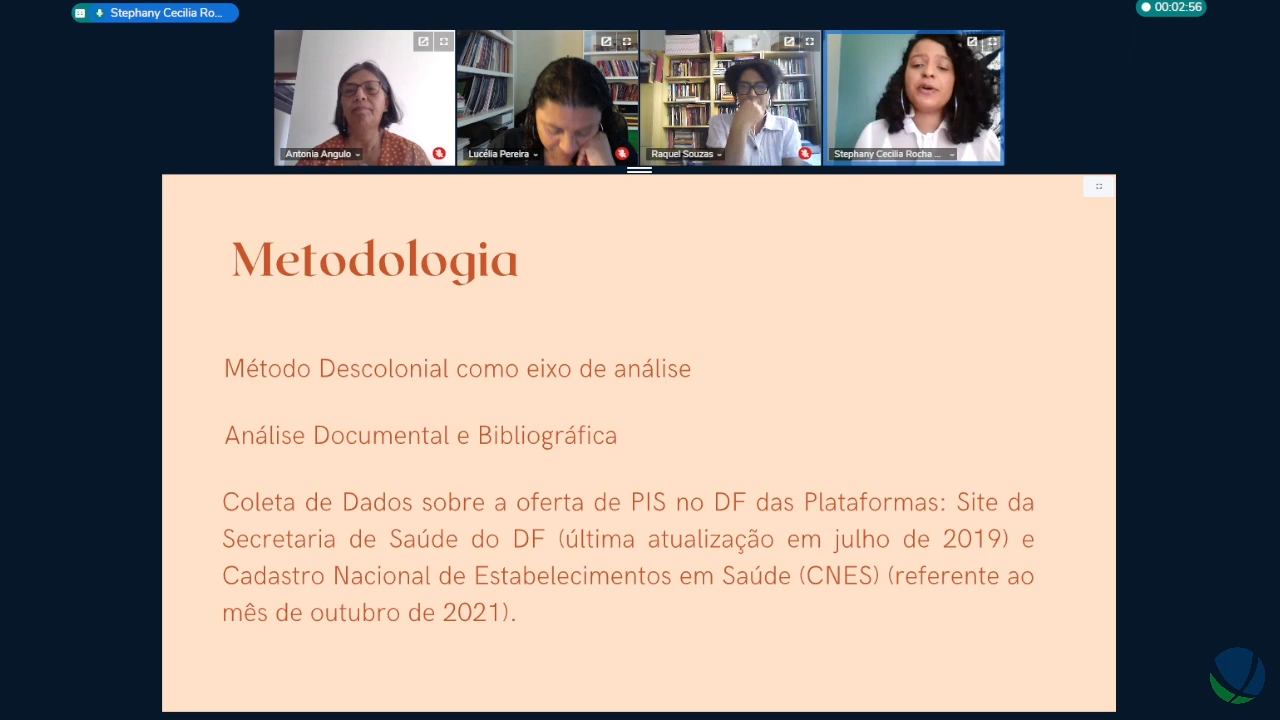 Stephany Cecilia Ro...
00:02:56
Antonia Angulo
Lucélia Pereira
Raquel Souzas
Stephany Cecilia Rocha ...
Metodologia
Método Descolonial como eixo de análise
Análise Documental e Bibliográfica
Coleta de Dados sobre a oferta de PIS no DF das Plataformas: Site da
Secretaria de Saúde do DF (última atualização em julho de 2019) e
Cadastro Nacional de Estabelecimentos em Saúde (CNES) (referente ao
mês de outubro de 2021).